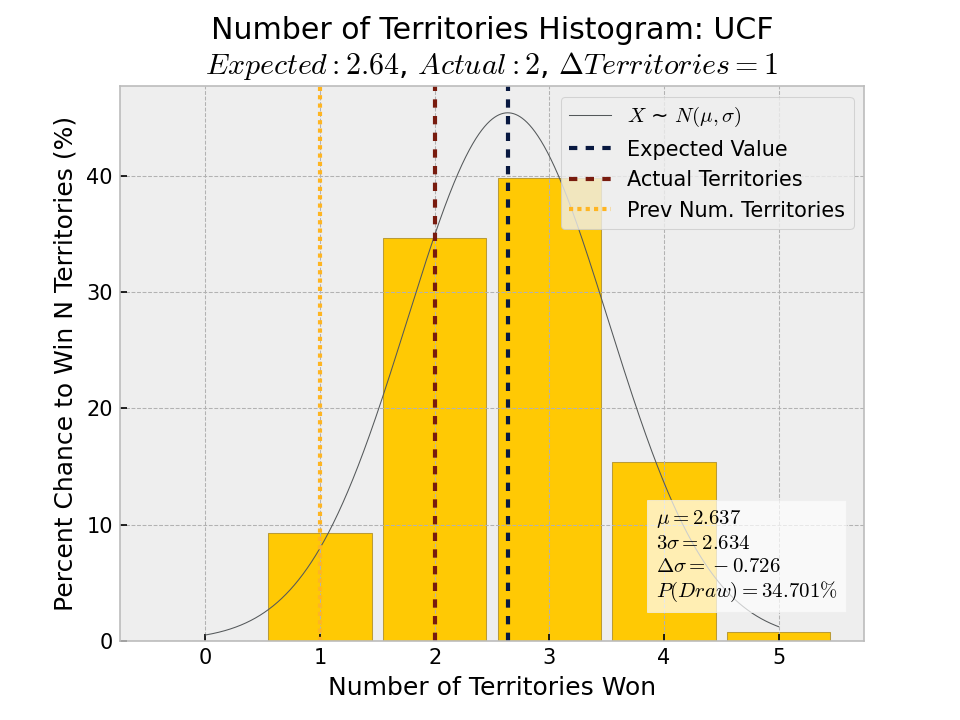 Number of Territories Histogram: UCF
Expected : 2.64, Actual : 2, ΔTerritories = 1
Percent Chance to Win N Territories (%)
40
30
20
10
0
X ~ N(μ, σ)
Expected Value
Actual Territories
Prev Num. Territories
μ = 2.637
3σ = 2.634
Δσ = − 0.726
P(Draw) = 34.701%
0 1 2 3 4 5
Number of Territories Won